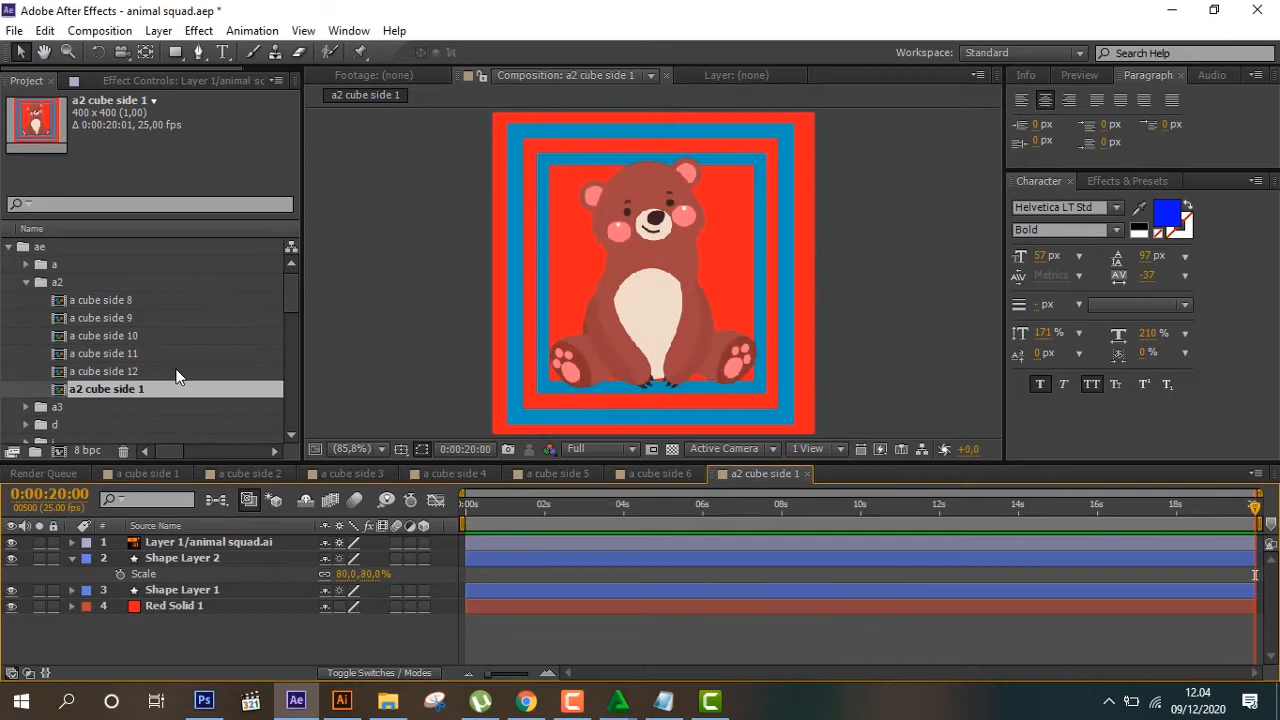 Ae Adobe After Effects - animal squad.aep *
File Edit Composition Layer Effect Animation View Window Help
Workspace: Standard Search Help
Project Effect Controls: Layer 1/animal sc
Footage: (none) Composition: a2 cube side 1 Layer: (none)
Info Preview Paragraph Audio
a2 cube side 1
400 x 400 (1,00)
Δ 0:00:20:01, 25,00 fps
a2 cube side 1
0 px 0 px 0 px
0 px 0 px
Character Effects & Presets
Helvetica LT Std
Bold
57 px 97 px
Metrics -37
- px
171 % 210 %
0 px 0 %
T T TT Tт T¹ T₁
Name
ae
a
a2
a cube side 8
a cube side 9
a cube side 10
a cube side 11
a cube side 12
a2 cube side 1
a3
d
8 bpc
(85,8%) 0:00:20:00 Full Active Camera 1 View +0,0
Render Queue a cube side 1 a cube side 2 a cube side 3 a cube side 4 a cube side 5 a cube side 6 a2 cube side 1
0:00:20:00
00500 (25.00 fps)
:00s 02s 04s 06s 08s 10s 12s 14s 16s 18s
# Source Name
1 Layer 1/animal squad.ai
2 Shape Layer 2
Scale 80,0,80,0%
3 Shape Layer 1
4 Red Solid 1
Toggle Switches / Modes
Ps 321 Ae Ai
12.04
09/12/2020